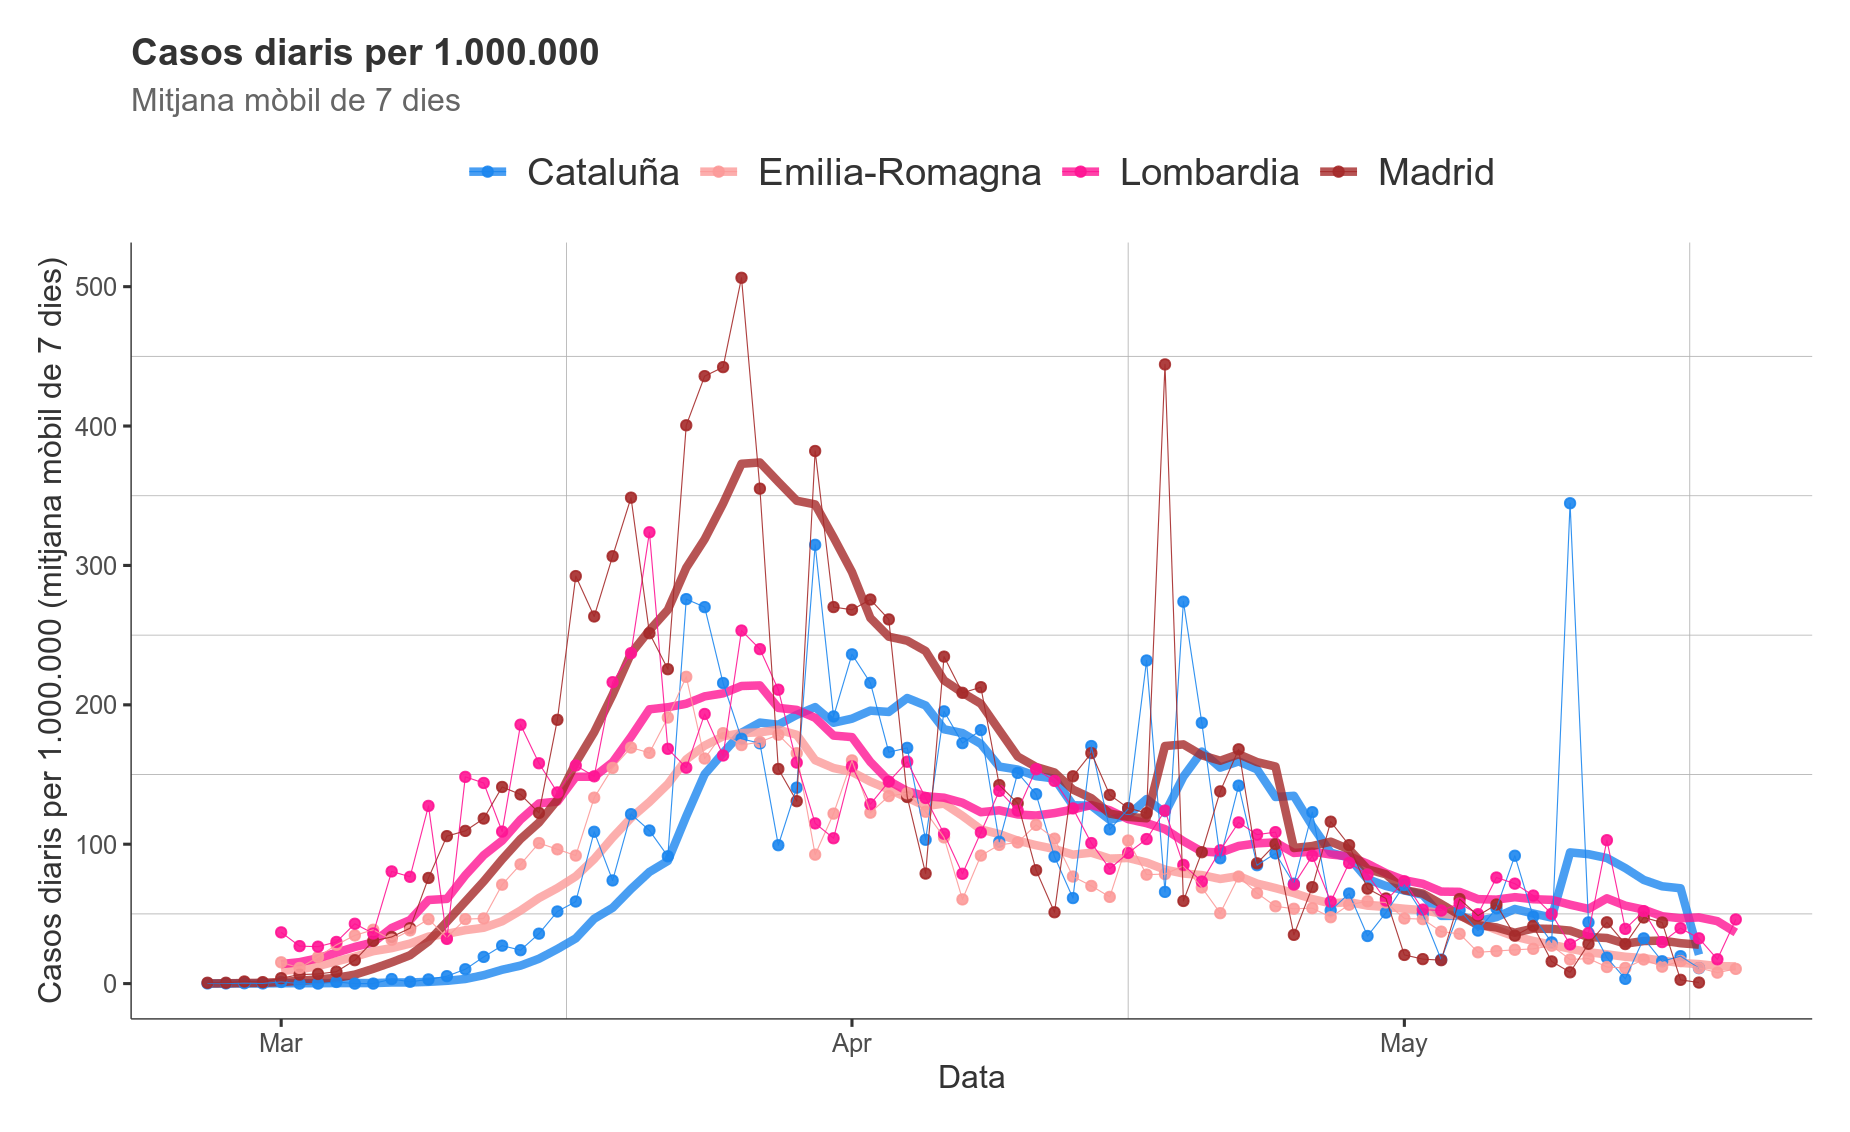 Casos diaris per 1.000.000
Mitjana mòbil de 7 dies
Cataluña Emilia-Romagna Lombardia Madrid
Casos diaris per 1.000.000 (mitjana mòbil de 7 dies)
500
400
300
200
100
0
Mar Apr May
Data